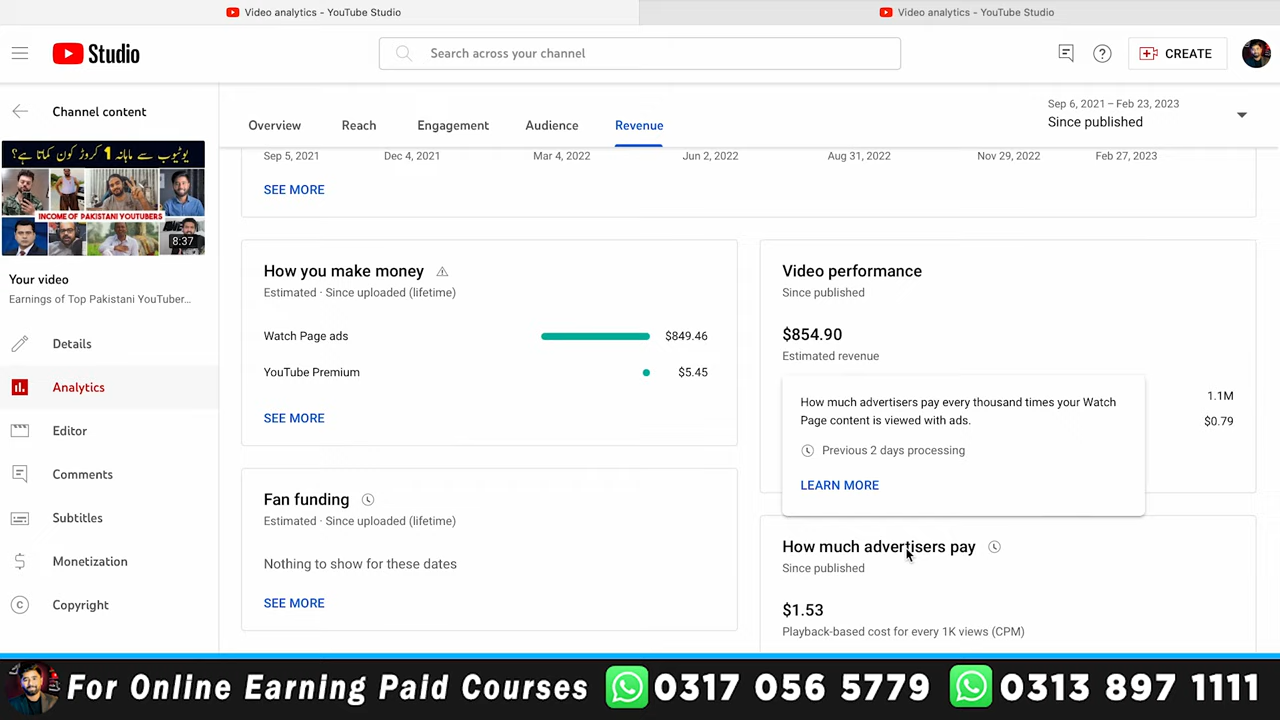 Video analytics - YouTube Studio
Video analytics - YouTube Studio
Studio
Search across your channel
CREATE
Channel content
یوٹیوب سے ماہانہ 1 کروڑ کون کماتا ہے؟
INCOME OF PAKISTANI YOUTUBERS
8:37
Your video
Earnings of Top Pakistani YouTuber...
Details
Analytics
Editor
Comments
Subtitles
Monetization
Copyright
Overview
Reach
Engagement
Audience
Revenue
Sep 6, 2021 – Feb 23, 2023
Since published
Sep 5, 2021
Dec 4, 2021
Mar 4, 2022
Jun 2, 2022
Aug 31, 2022
Nov 29, 2022
Feb 27, 2023
SEE MORE
How you make money
Estimated · Since uploaded (lifetime)
Watch Page ads $849.46
YouTube Premium $5.45
SEE MORE
Fan funding
Estimated · Since uploaded (lifetime)
Nothing to show for these dates
SEE MORE
Video performance
Since published
$854.90
Estimated revenue
1.1M
$0.79
How much advertisers pay every thousand times your Watch
Page content is viewed with ads.
Previous 2 days processing
LEARN MORE
How much advertisers pay
Since published
$1.53
Playback-based cost for every 1K views (CPM)
For Online Earning Paid Courses 0317 056 5779 0313 897 1111